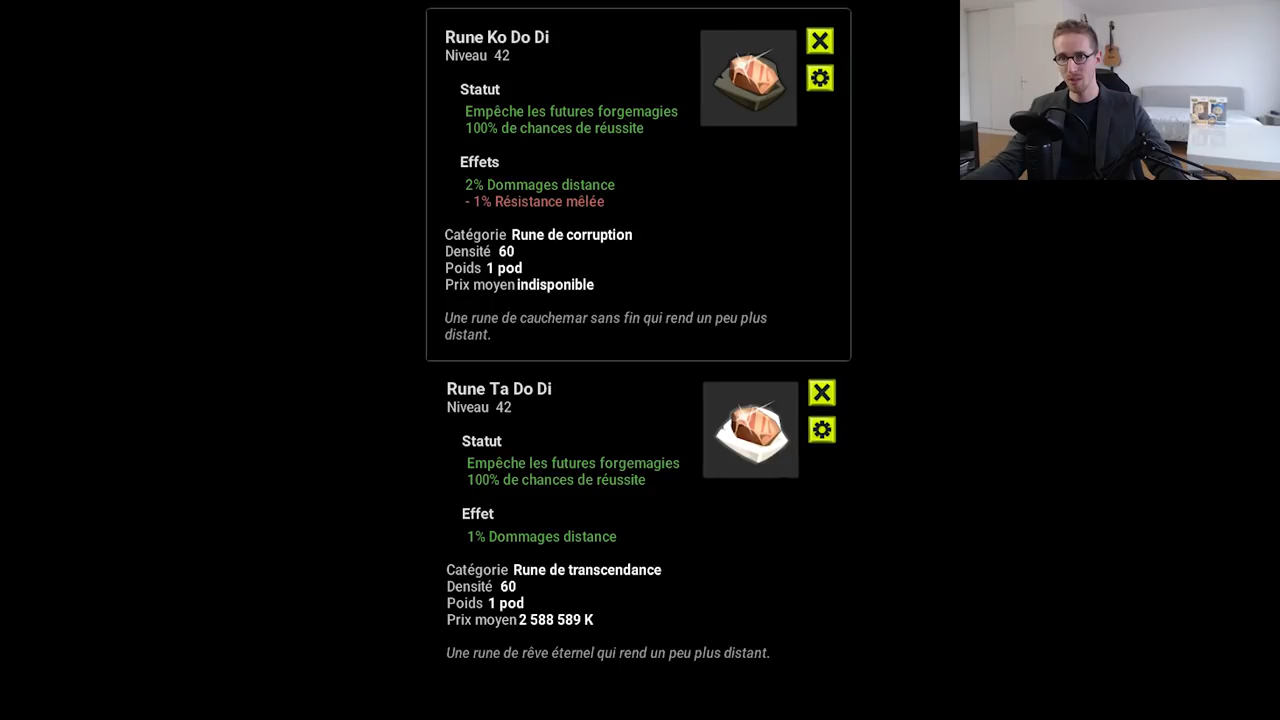 Rune Ko Do Di
Niveau 42
Statut
Empêche les futures forgemagies
100% de chances de réussite
Effets
2% Dommages distance
- 1% Résistance mêlée
Catégorie Rune de corruption
Densité 60
Poids 1 pod
Prix moyen indisponible
Une rune de cauchemar sans fin qui rend un peu plus
distant.
Rune Ta Do Di
Niveau 42
Statut
Empêche les futures forgemagies
100% de chances de réussite
Effet
1% Dommages distance
Catégorie Rune de transcendance
Densité 60
Poids 1 pod
Prix moyen 2 588 589 K
Une rune de rêve éternel qui rend un peu plus distant.